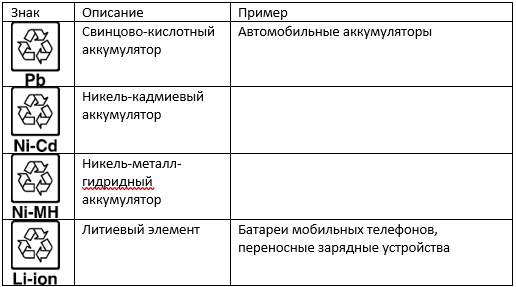 Знак Описание Пример
Свинцово-кислотный Автомобильные аккумуляторы
аккумулятор
Pb
Никель-кадмиевый
аккумулятор
Ni-Cd
Никель-металл-
гидридный
аккумулятор
Ni-MH
Литиевый элемент Батареи мобильных телефонов,
переносные зарядные устройства
Li-ion